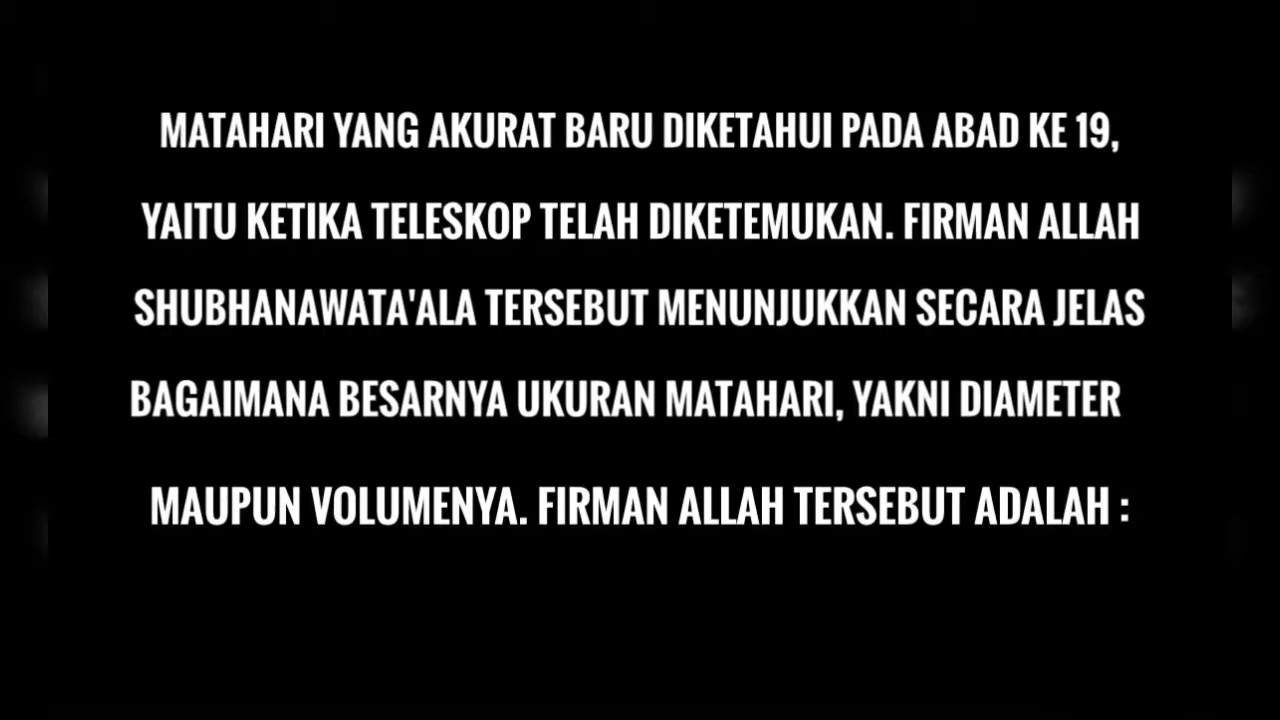 MATAHARI YANG AKURAT BARU DIKETAHUI PADA ABAD KE 19,
YAITU KETIKA TELESKOP TELAH DIKETEMUKAN. FIRMAN ALLAH
SHUBHANAWATA'ALA TERSEBUT MENUNJUKKAN SECARA JELAS
BAGAIMANA BESARNYA UKURAN MATAHARI, YAKNI DIAMETER
MAUPUN VOLUMENYA. FIRMAN ALLAH TERSEBUT ADALAH :